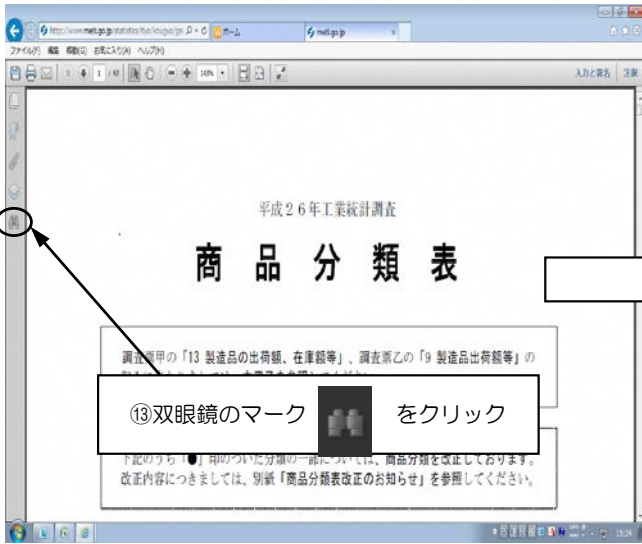 meti.go.jp
ファイル(F) 編集 移動(G) お気に入り(A) ヘルプ(H)
入力と署名 注釈
平成26年工業統計調査
商品分類表
調査票甲の「13 製造品の出荷額、在庫額等」、調査票乙の「9 製造品出荷額等」の
⑬双眼鏡のマーク をクリック
下記のうち「●」印のついた分類の一部については、商品分類を改正しております。
改正内容につきましては、別紙「商品分類表改正のお知らせ」を参照してください。